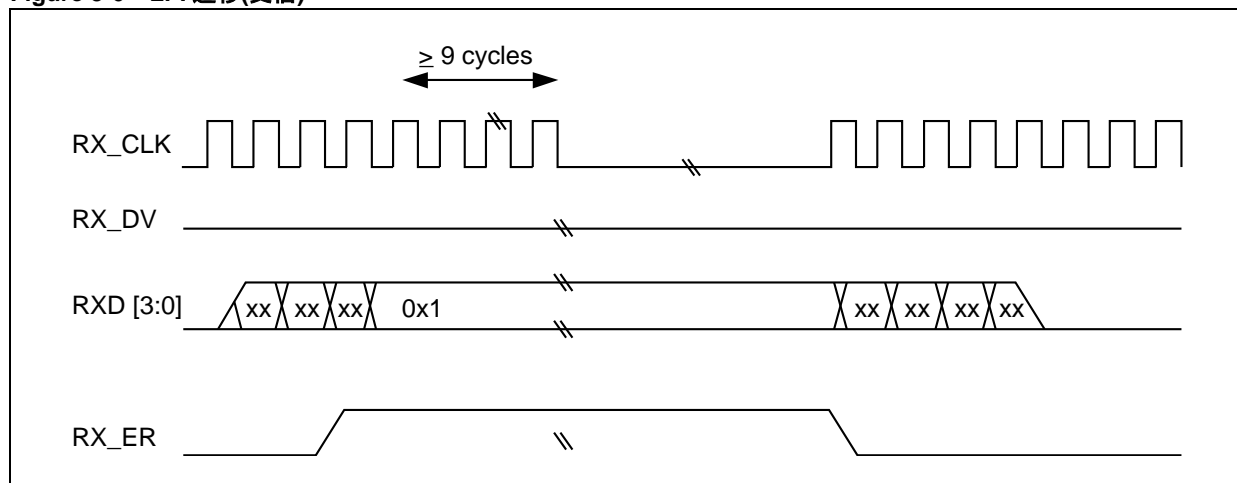 ≥ 9 cycles
RX_CLK
RX_DV
RXD [3:0] xx xx xx 0x1 xx xx xx xx
RX_ER